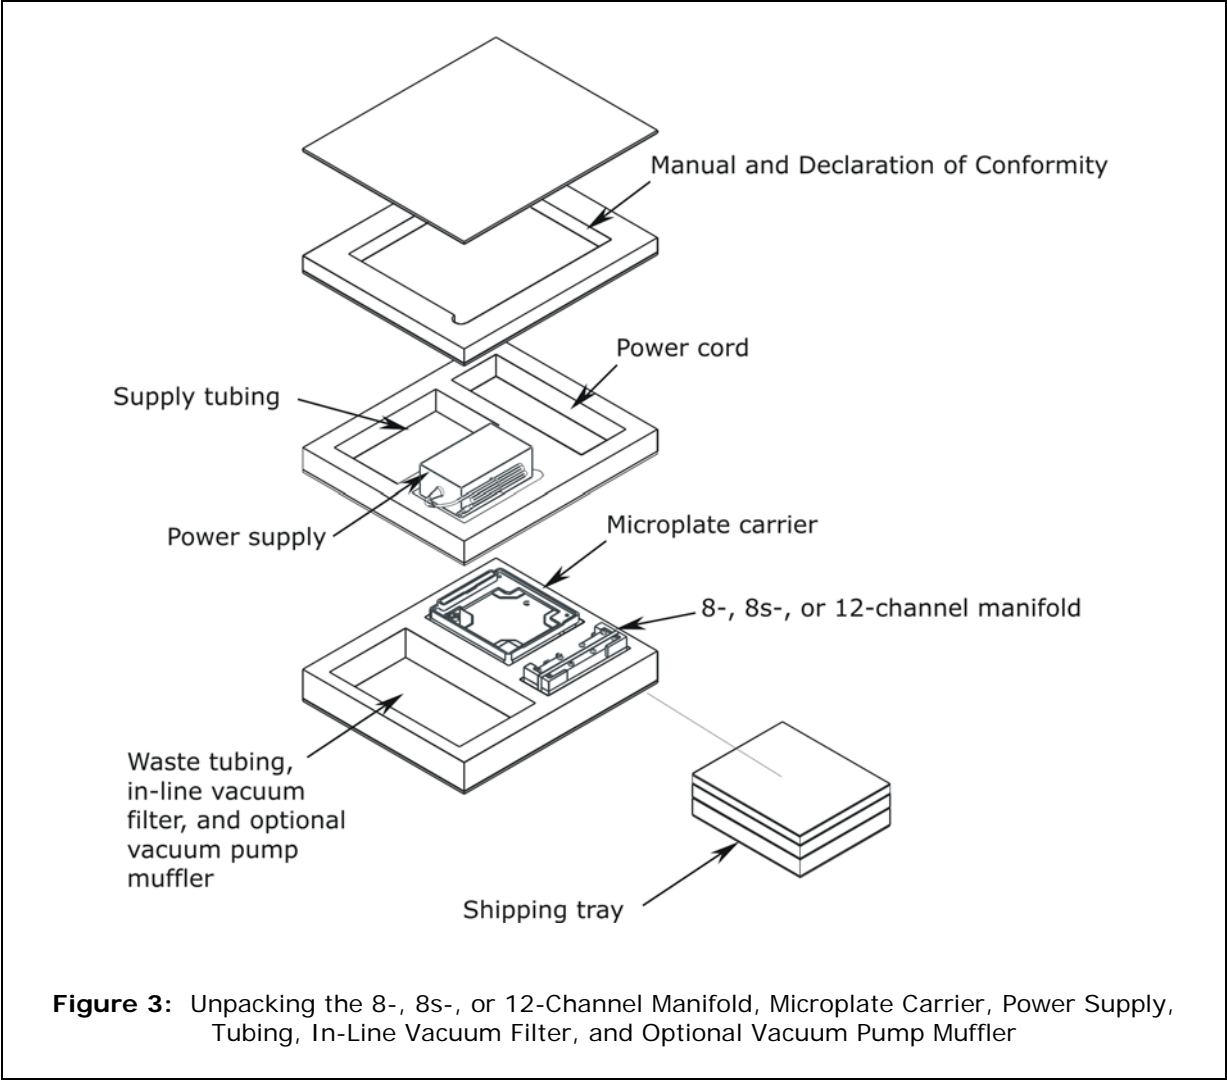 Manual and Declaration of Conformity
Power cord
Supply tubing
Power supply
Microplate carrier
8-, 8s-, or 12-channel manifold
Waste tubing,
in-line vacuum
filter, and optional
vacuum pump
muffler
Shipping tray
Figure 3: Unpacking the 8-, 8s-, or 12-Channel Manifold, Microplate Carrier, Power Supply,
Tubing, In-Line Vacuum Filter, and Optional Vacuum Pump Muffler